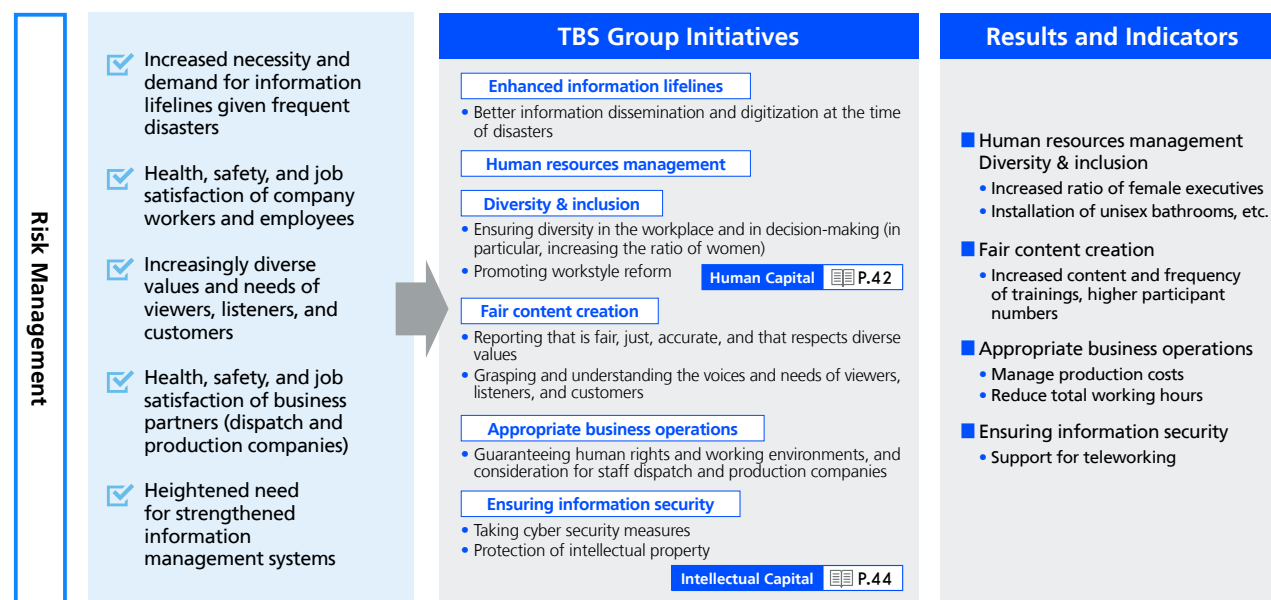 Risk Management
Increased necessity and
demand for information
lifelines given frequent
disasters
Health, safety, and job
satisfaction of company
workers and employees
Increasingly diverse
values and needs of
viewers, listeners, and
customers
Health, safety, and job
satisfaction of business
partners (dispatch and
production companies)
Heightened need
for strengthened
information
management systems
TBS Group Initiatives
Enhanced information lifelines
• Better information dissemination and digitization at the time
of disasters
Human resources management
Diversity & inclusion
• Ensuring diversity in the workplace and in decision-making (in
particular, increasing the ratio of women)
• Promoting workstyle reform
Human Capital P.42
Fair content creation
• Reporting that is fair, just, accurate, and that respects diverse
values
• Grasping and understanding the voices and needs of viewers,
listeners, and customers
Appropriate business operations
• Guaranteeing human rights and working environments, and
consideration for staff dispatch and production companies
Ensuring information security
• Taking cyber security measures
• Protection of intellectual property
Intellectual Capital P.44
Results and Indicators
Human resources management
Diversity & inclusion
• Increased ratio of female executives
• Installation of unisex bathrooms, etc.
Fair content creation
• Increased content and frequency
of trainings, higher participant
numbers
Appropriate business operations
• Manage production costs
• Reduce total working hours
Ensuring information security
• Support for teleworking